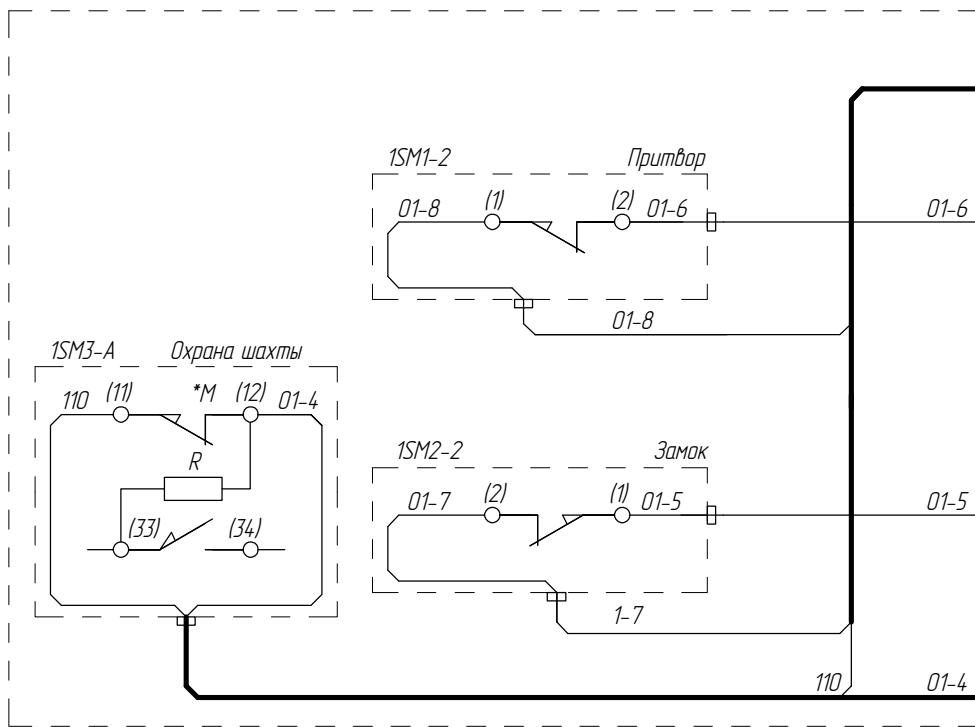 1SM1-2 Притвор
01-8 (1) (2) 01-6 01-6
01-8
1SM3-A Охрана шахты
110 (11) *M (12) 01-4
R
(33) (34)
1SM2-2 Замок
01-7 (2) (1) 01-5 01-5
1-7
110 01-4